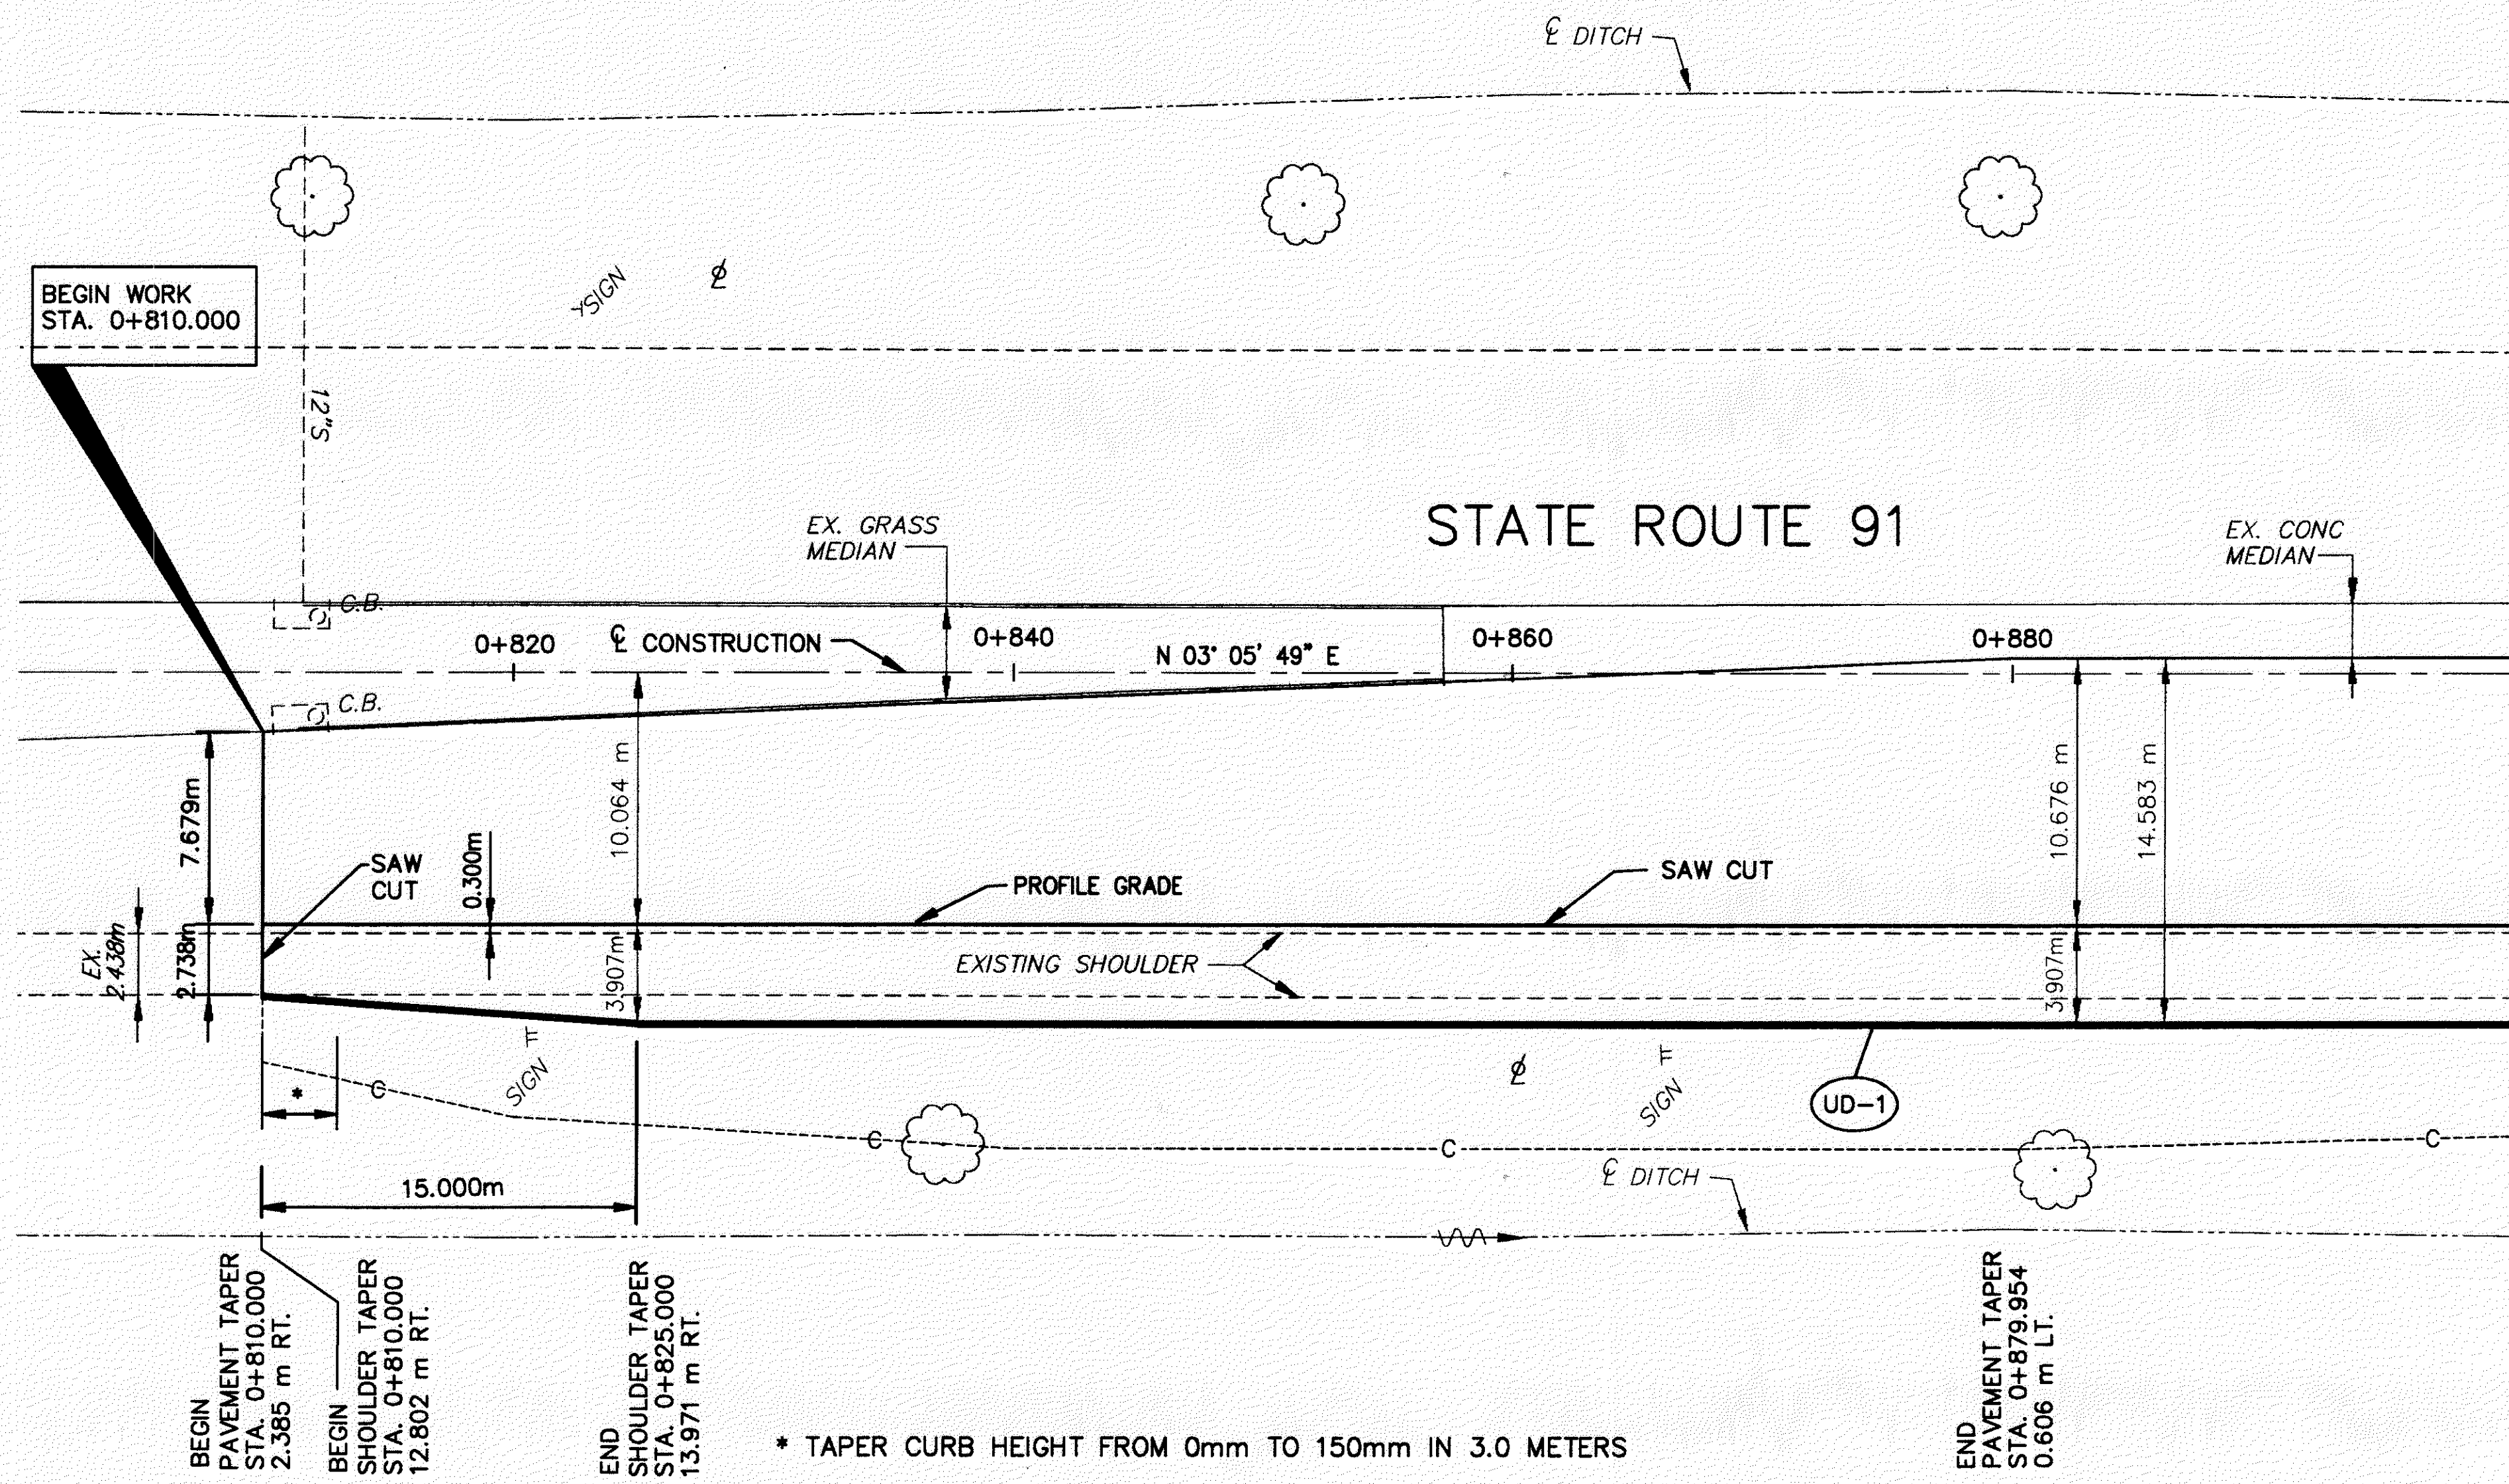 ℄ DITCH
BEGIN WORK
STA. 0+810.000
SIGN
12"S
EX. GRASS
MEDIAN
STATE ROUTE 91
EX. CONC
MEDIAN
C.B.
0+820
℄ CONSTRUCTION
0+840
N 03° 05' 49" E
0+860
0+880
C.B.
7.679m
10.064 m
10.676 m
14.583 m
SAW
CUT
0.300m
PROFILE GRADE
SAW CUT
EX.
2.438m
2.738m
3.907m
EXISTING SHOULDER
3.907m
*
C
SIGN
C
C
SIGN
UD-1
C
℄ DITCH
15.000m
BEGIN
PAVEMENT TAPER
STA. 0+810.000
2.385 m RT.
BEGIN
SHOULDER TAPER
STA. 0+810.000
12.802 m RT.
END
SHOULDER TAPER
STA. 0+825.000
13.971 m RT.
END
PAVEMENT TAPER
STA. 0+879.954
0.606 m LT.
* TAPER CURB HEIGHT FROM 0mm TO 150mm IN 3.0 METERS